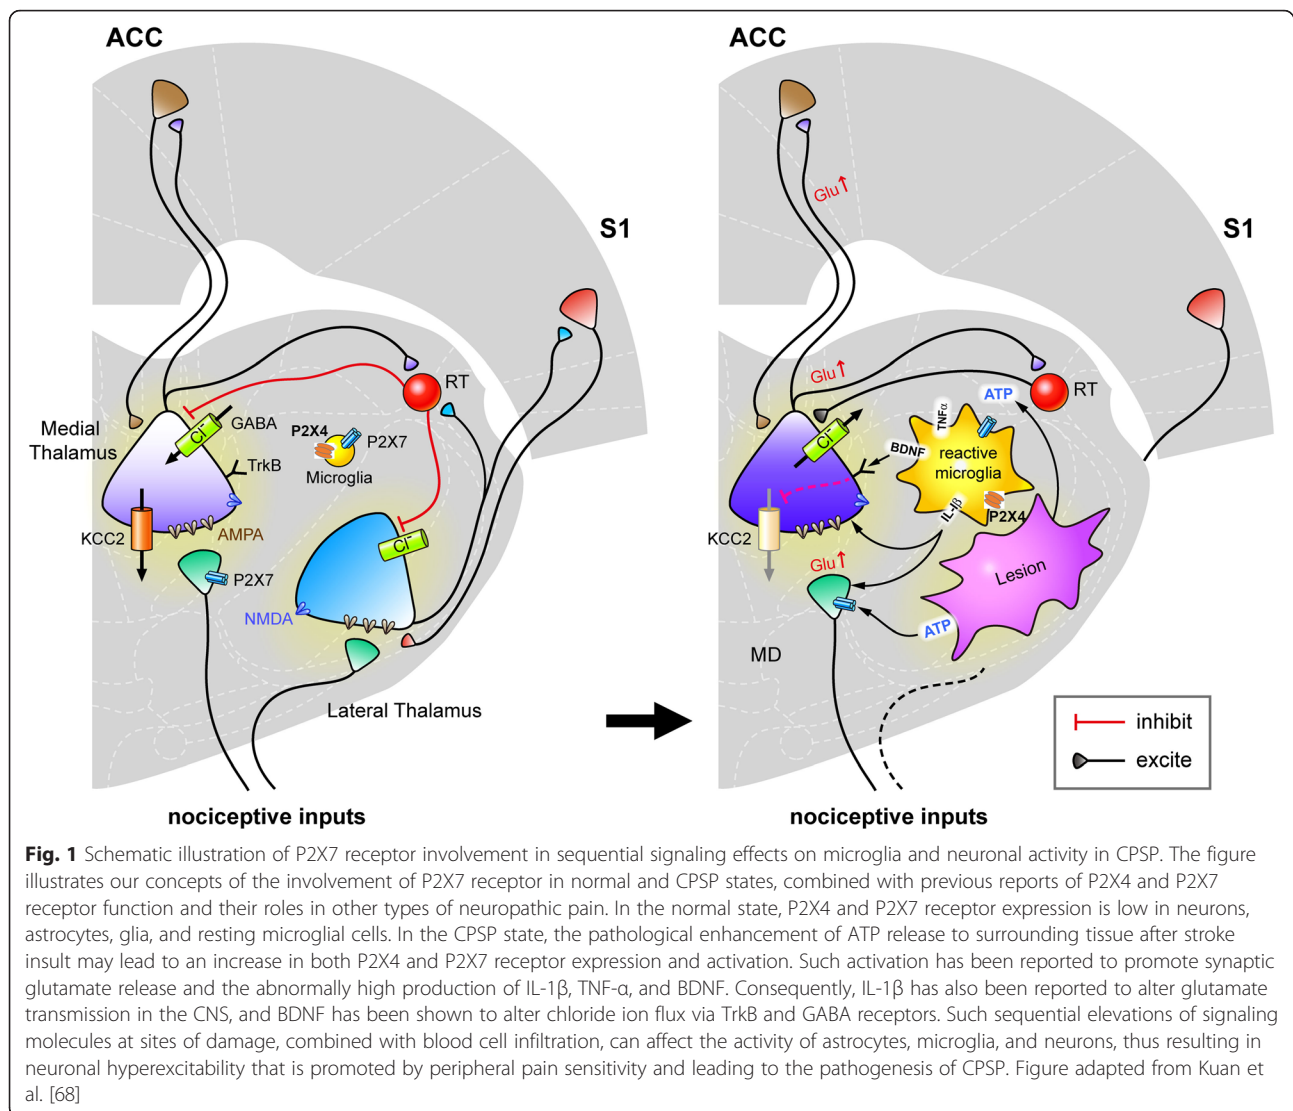 ACC
S1
RT
Medial
Thalamus
Cl⁻
GABA
TrkB
P2X4
P2X7
Microglia
KCC2
AMPA
P2X7
Cl⁻
NMDA
Lateral Thalamus
nociceptive inputs
ACC
Glu↑
S1
Glu↑
RT
ATP
TNFα
Cl⁻
BDNF
reactive
microglia
IL-1β
P2X4
KCC2
Glu↑
Lesion
ATP
MD
inhibit
excite
nociceptive inputs
Fig. 1 Schematic illustration of P2X7 receptor involvement in sequential signaling effects on microglia and neuronal activity in CPSP. The figure
illustrates our concepts of the involvement of P2X7 receptor in normal and CPSP states, combined with previous reports of P2X4 and P2X7
receptor function and their roles in other types of neuropathic pain. In the normal state, P2X4 and P2X7 receptor expression is low in neurons,
astrocytes, glia, and resting microglial cells. In the CPSP state, the pathological enhancement of ATP release to surrounding tissue after stroke
insult may lead to an increase in both P2X4 and P2X7 receptor expression and activation. Such activation has been reported to promote synaptic
glutamate release and the abnormally high production of IL-1β, TNF-α, and BDNF. Consequently, IL-1β has also been reported to alter glutamate
transmission in the CNS, and BDNF has been shown to alter chloride ion flux via TrkB and GABA receptors. Such sequential elevations of signaling
molecules at sites of damage, combined with blood cell infiltration, can affect the activity of astrocytes, microglia, and neurons, thus resulting in
neuronal hyperexcitability that is promoted by peripheral pain sensitivity and leading to the pathogenesis of CPSP. Figure adapted from Kuan et
al. [68]